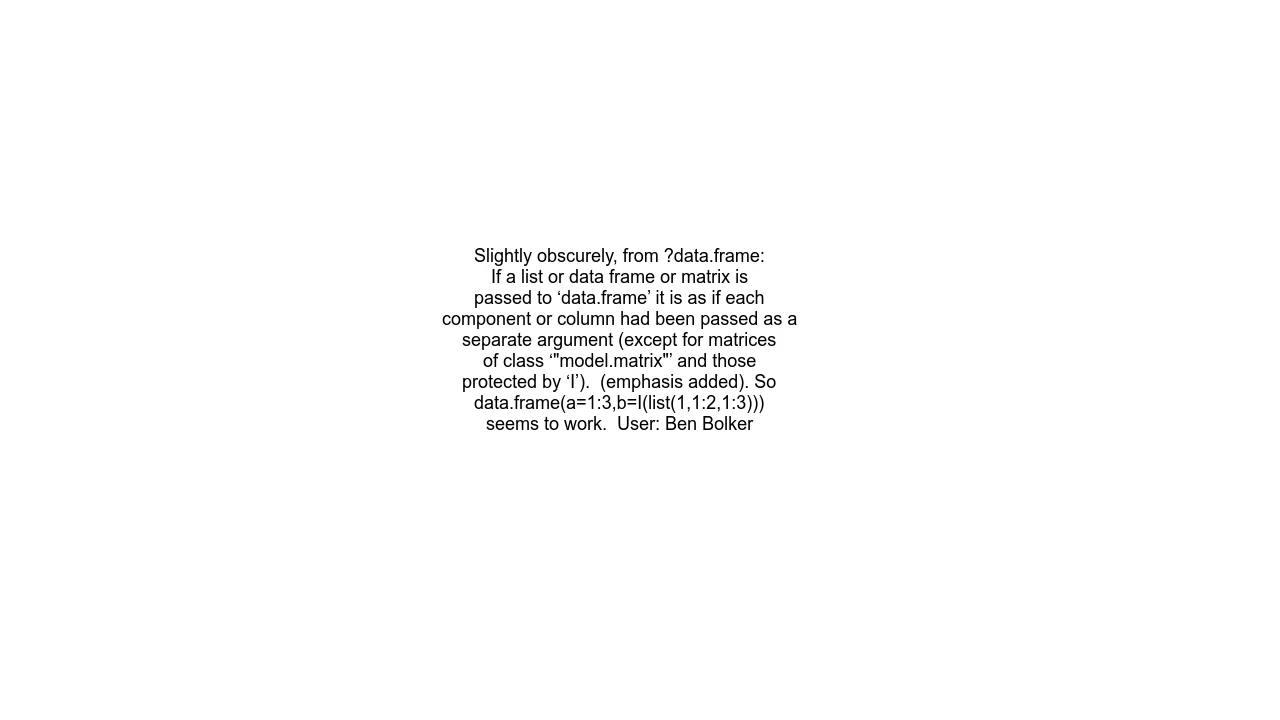 Slightly obscurely, from ?data.frame:
If a list or data frame or matrix is
passed to ‘data.frame’ it is as if each
component or column had been passed as a
separate argument (except for matrices
of class ‘"model.matrix"’ and those
protected by ‘I’).  (emphasis added). So
data.frame(a=1:3,b=I(list(1,1:2,1:3)))
seems to work.  User: Ben Bolker